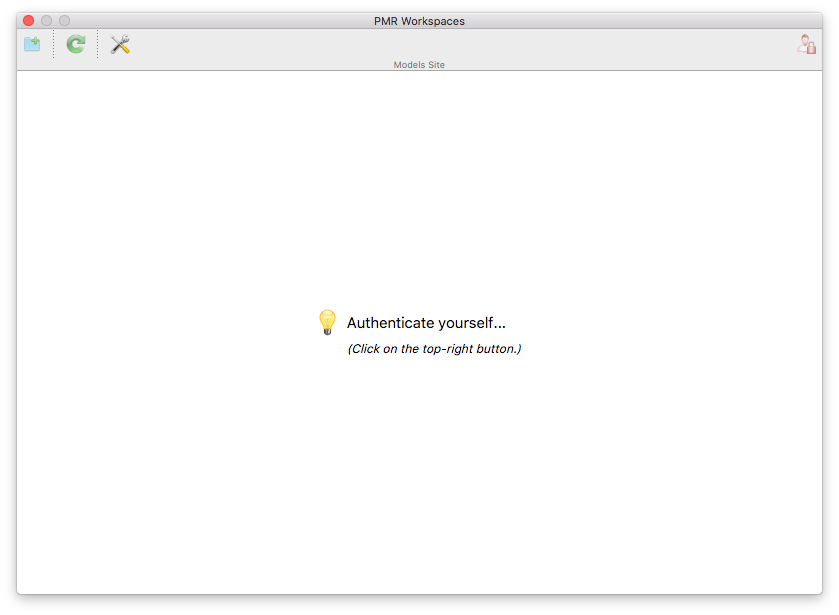 PMR Workspaces
Models Site
Authenticate yourself...
(Click on the top-right button.)